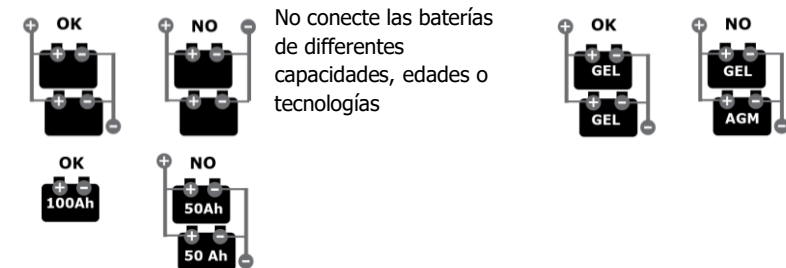 OK
NO
No conecte las baterías
de diferentes
capacidades, edades o
tecnologías
OK
GEL
GEL
NO
GEL
AGM
OK
100Ah
NO
50Ah
50 Ah